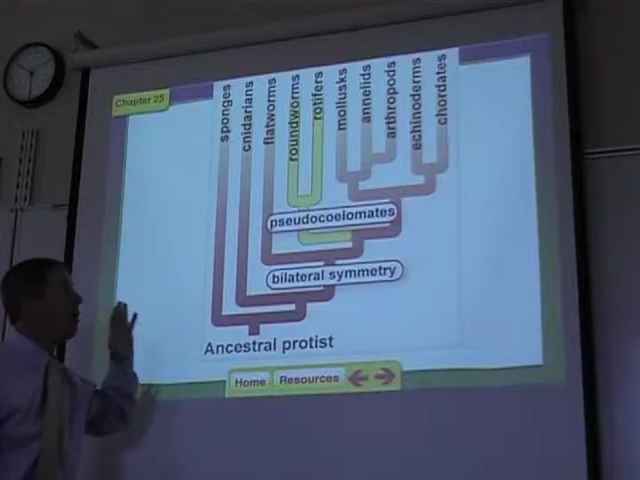 Chapter 25
sponges
cnidarians
flatworms
roundworms
rotifers
mollusks
annelids
arthropods
echinoderms
chordates
pseudocoelomates
bilateral symmetry
Ancestral protist
Home
Resources